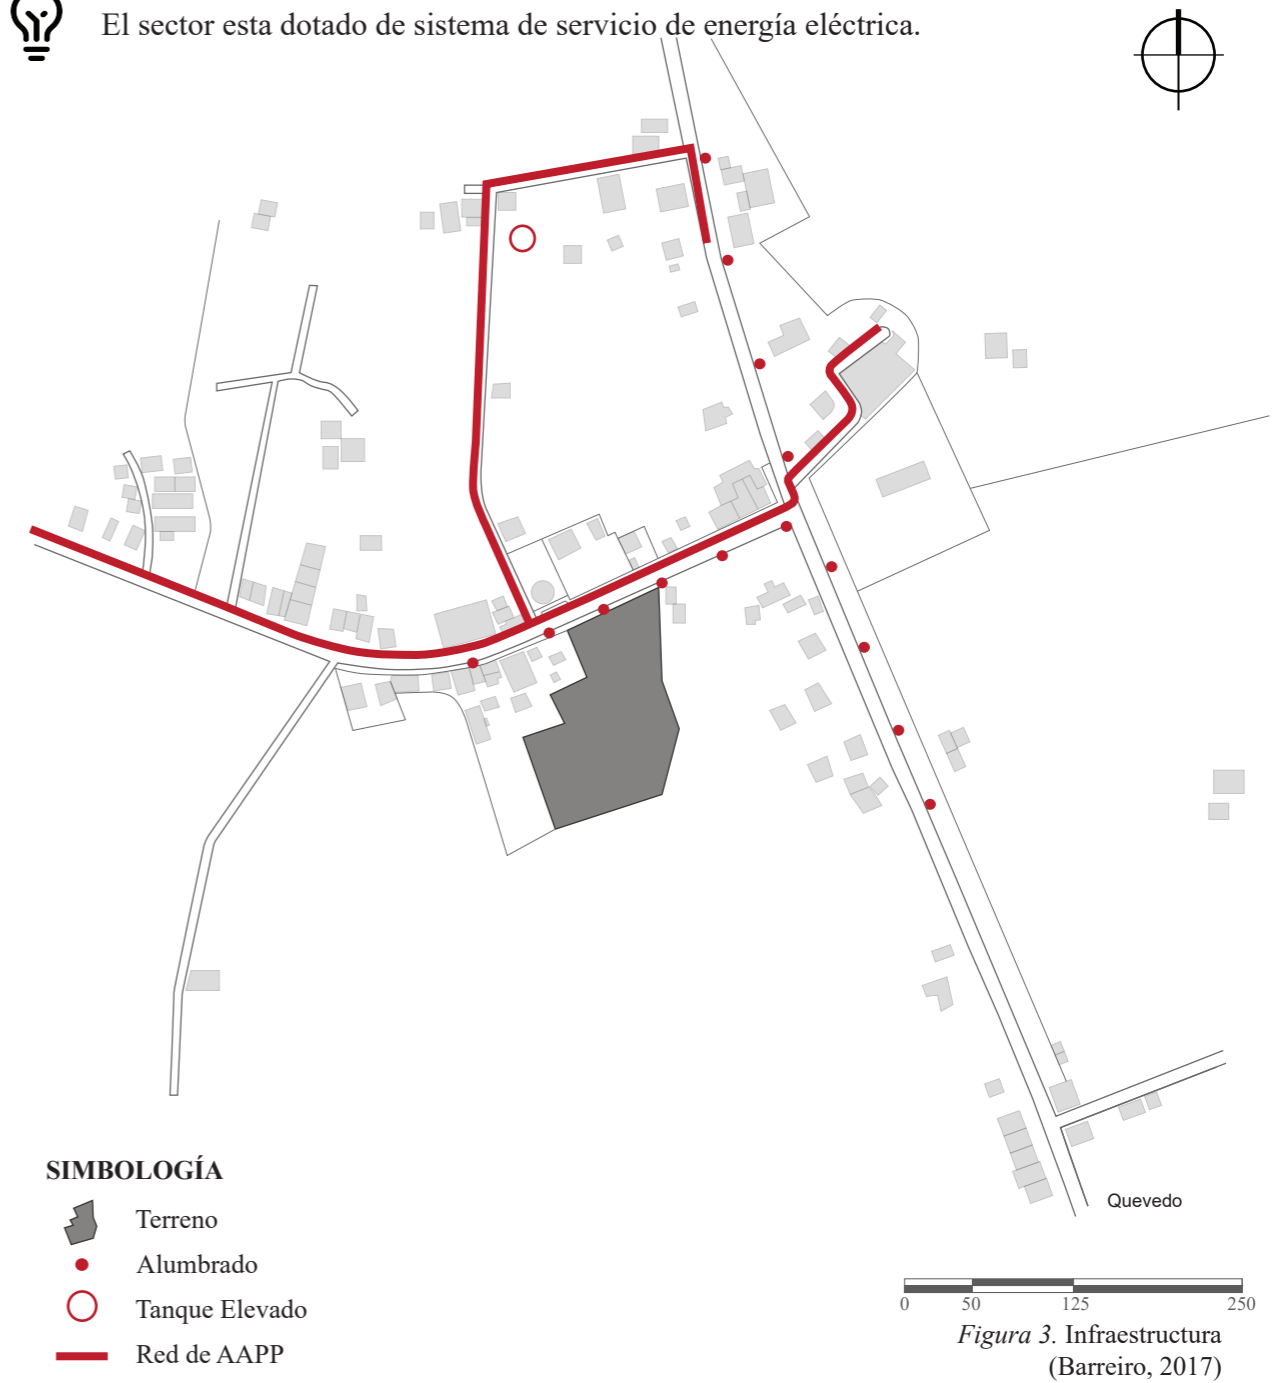 El sector esta dotado de sistema de servicio de energía eléctrica.
SIMBOLOGÍA
Terreno
Alumbrado
Tanque Elevado
Red de AAPP
Quevedo
0 50 125 250
Figura 3. Infraestructura
(Barreiro, 2017)